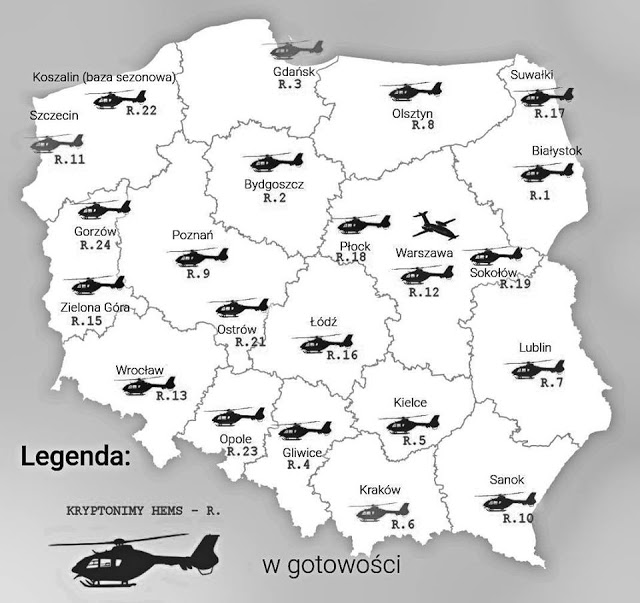 Gdańsk
R.3
Koszalin (baza sezonowa)
R.22
Suwałki
R.17
Olsztyn
R.8
Szczecin
R.11
Białystok
R.1
Bydgoszcz
R.2
Gorzów
R.24
Poznań
R.9
Płock
R.18
Warszawa
R.12
Sokołów
R.19
Zielona Góra
R.15
Ostrów
R.21
Łódź
R.16
Lublin
R.7
Wrocław
R.13
Kielce
R.5
Opole
R.23
Gliwice
R.4
Kraków
R.6
Sanok
R.10
Legenda:
KRYPTONIMY HEMS - R.
w gotowości